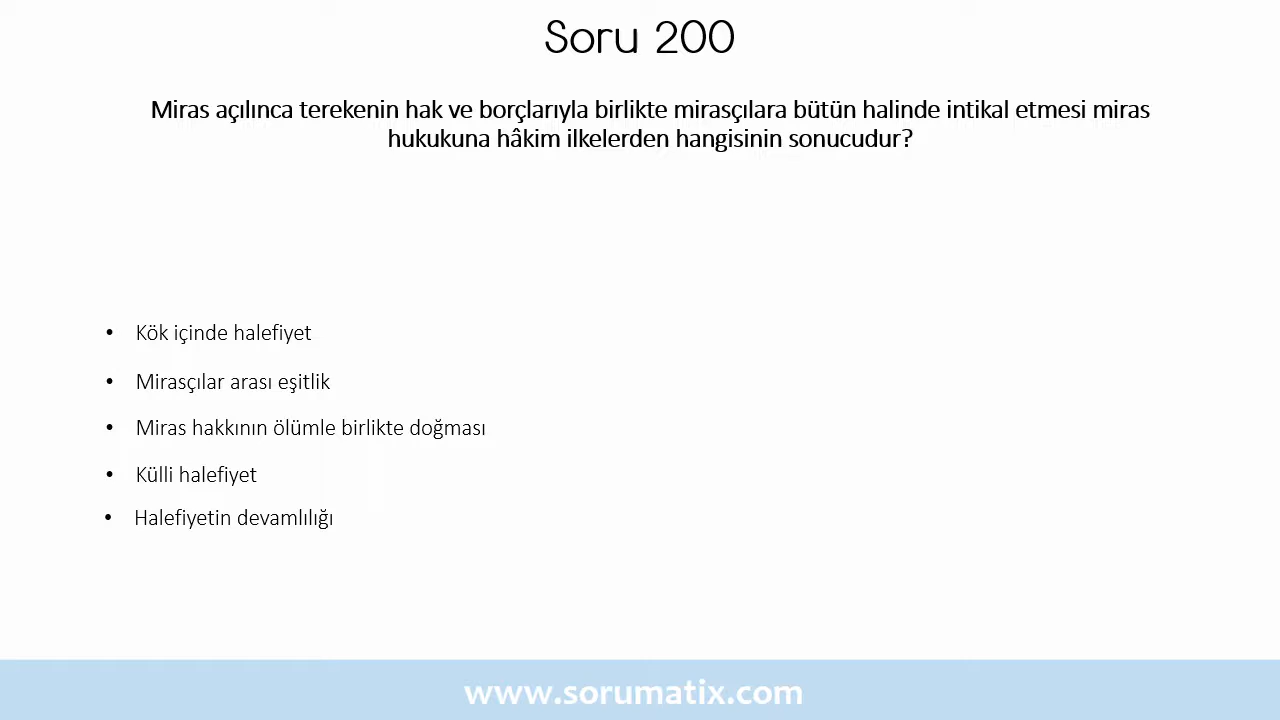 Soru 200
Miras açılınca terekenin hak ve borçlarıyla birlikte mirasçılara bütün halinde intikal etmesi miras
hukukuna hâkim ilkelerden hangisinin sonucudur?
• Kök içinde halefiyet
• Mirasçılar arası eşitlik
• Miras hakkının ölümle birlikte doğması
• Külli halefiyet
• Halefiyetin devamlılığı
www.sorumatix.com